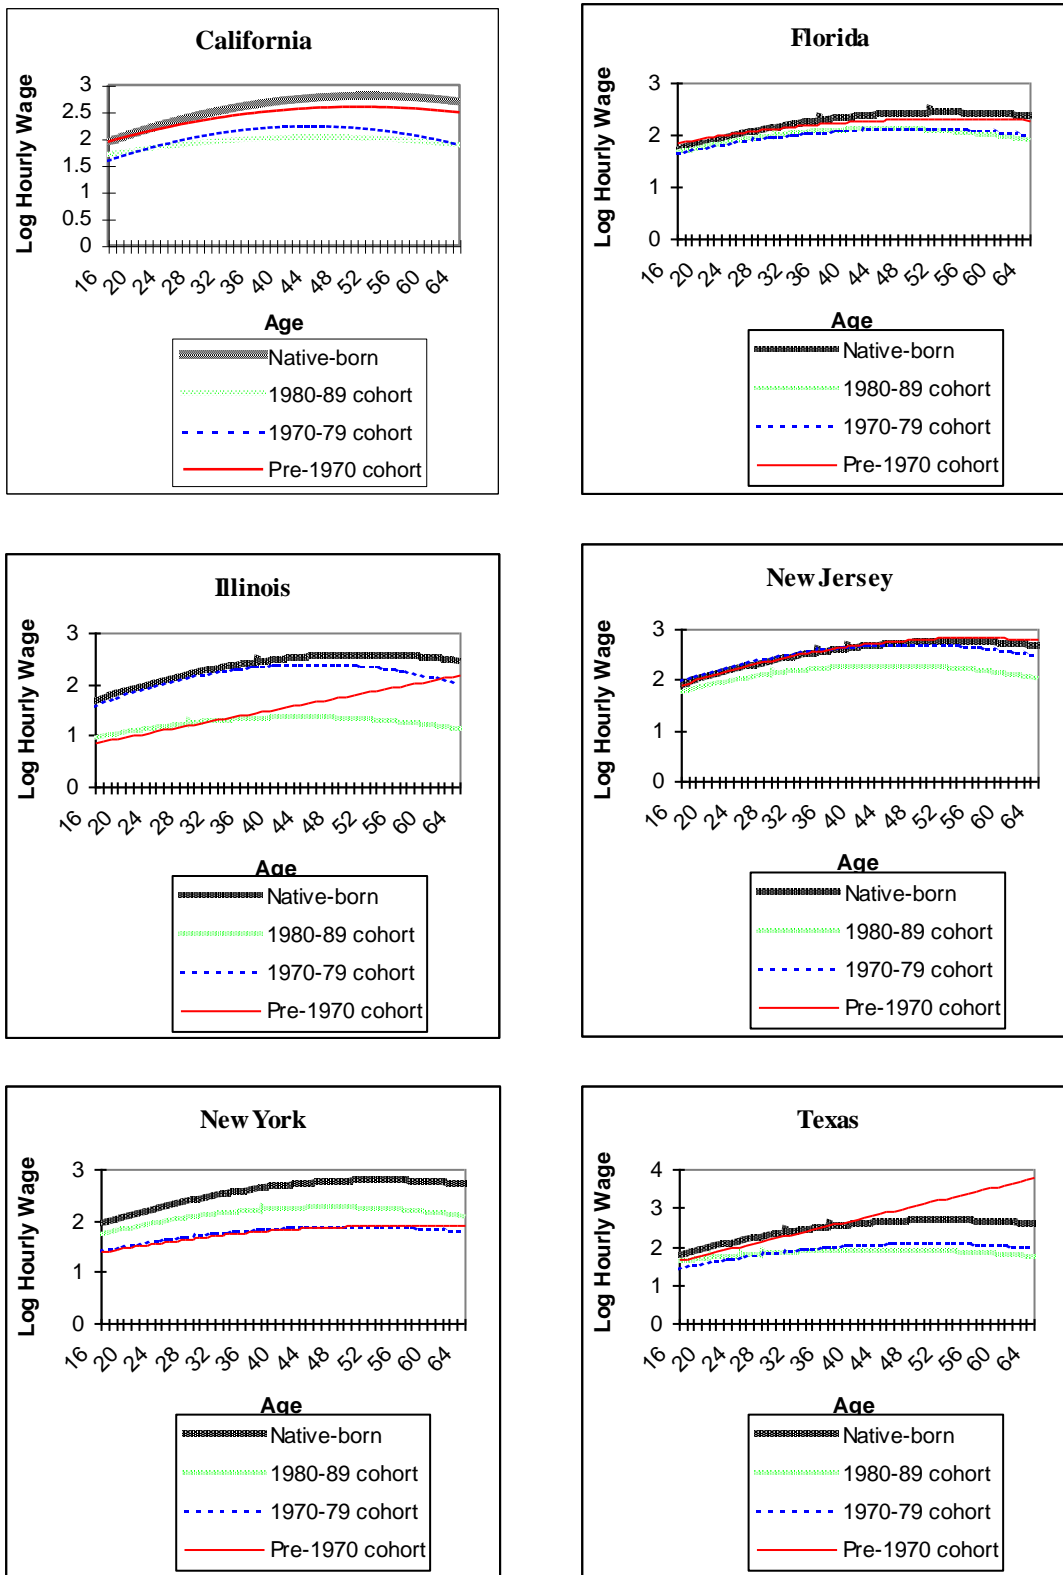 California
Log Hourly Wage
3
2.5
2
1.5
1
0.5
0
16 20 24 28 32 36 40 44 48 52 60 64
Age
Native-born
1980-89 cohort
1970-79 cohort
Pre-1970 cohort
Florida
Log Hourly Wage
3
2
1
0
16 20 24 28 32 36 40 44 48 52 56 60 64
Age
Native-born
1980-89 cohort
1970-79 cohort
Pre-1970 cohort
Illinois
Log Hourly Wage
3
2
1
0
16 20 24 28 32 36 40 44 48 52 56 60 64
Age
Native-born
1980-89 cohort
1970-79 cohort
Pre-1970 cohort
New Jersey
Log Hourly Wage
3
2
1
0
16 20 24 28 32 36 40 44 48 52 56 60 64
Age
Native-born
1980-89 cohort
1970-79 cohort
Pre-1970 cohort
New York
Log Hourly Wage
3
2
1
0
16 20 24 28 32 36 40 44 48 52 56 60 64
Age
Native-born
1980-89 cohort
1970-79 cohort
Pre-1970 cohort
Texas
Log Hourly Wage
4
3
2
1
0
16 20 24 28 32 36 40 44 48 52 56 60 64
Age
Native-born
1980-89 cohort
1970-79 cohort
Pre-1970 cohort